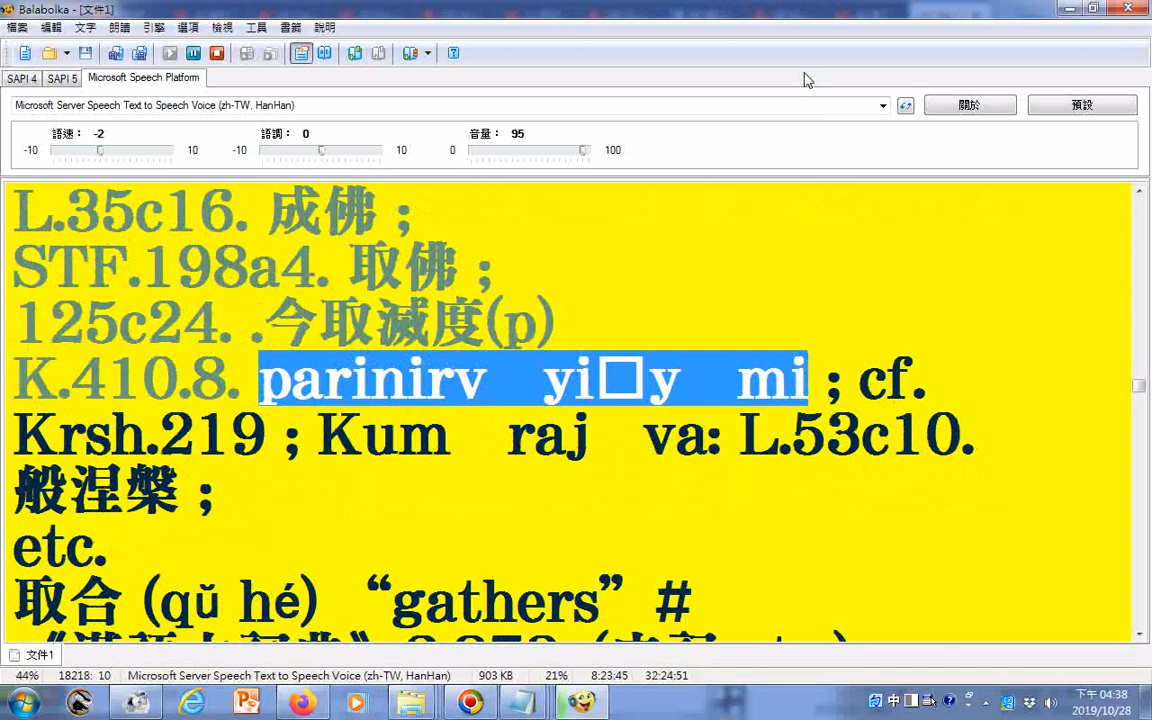 Balabolka - [文件1]
檔案 編輯 文字 朗讀 引擎 選項 檢視 工具 書籤 說明
SAPI 4 SAPI 5 Microsoft Speech Platform
Microsoft Server Speech Text to Speech Voice (zh-TW, HanHan) 關於 預設
語速： -2 語調： 0 音量： 95
-10 10 -10 10 0 100
L.35c16. 成佛；
STF.198a4. 取佛；
125c24. .今取滅度(p)
K.410.8. parinirv yi□y mi；cf.
Krsh.219；Kum raj va: L.53c10.
般涅槃；
etc.
取合 (qǔ hé) “gathers” #
文件1
44% 18218: 10 Microsoft Server Speech Text to Speech Voice (zh-TW, HanHan) 903 KB 21% 8:23:45 32:24:51
中 下午 04:38
2019/10/28